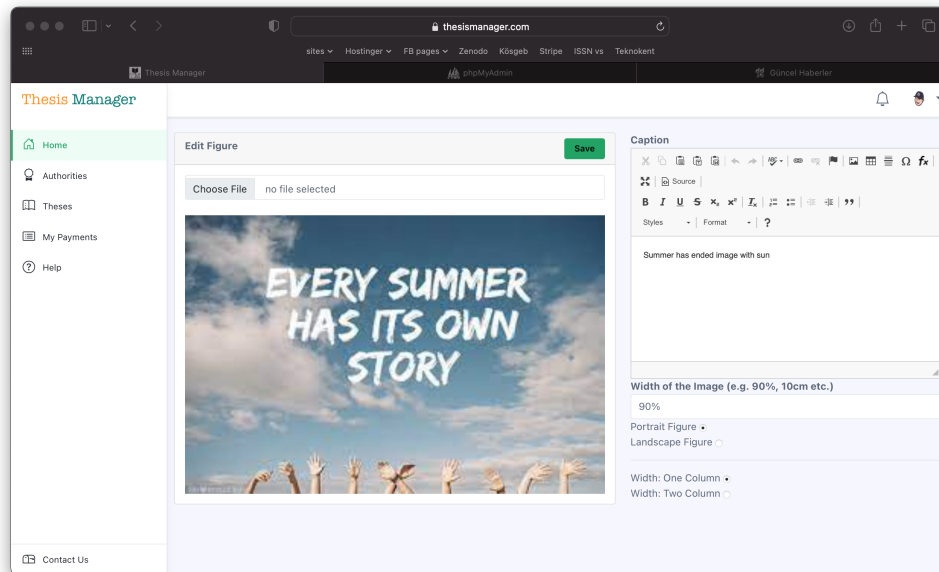 thesismanager.com
sites Hostinger FB pages Zenodo Kösgeb Stripe ISSN vs Teknokent
Thesis Manager phpMyAdmin Güncel Haberler
Thesis Manager
Home
Authorities
Theses
My Payments
Help
Contact Us
Edit Figure
Save
Choose File no file selected
EVERY SUMMER
HAS ITS OWN
STORY
Caption
Source
Styles Format ?
Summer has ended image with sun
Width of the Image (e.g. 90%, 10cm etc.)
90%
Portrait Figure
Landscape Figure
Width: One Column
Width: Two Column